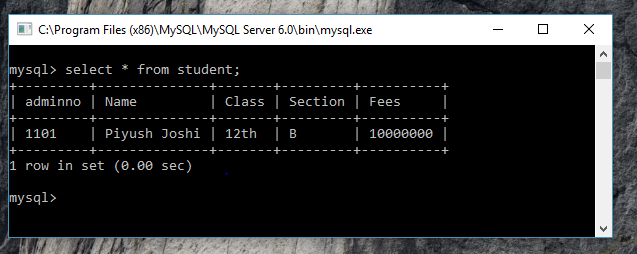 C:\Program Files (x86)\MySQL\MySQL Server 6.0\bin\mysql.exe
mysql> select * from student;
+---------+--------------+-------+---------+----------+
| adminno | Name         | Class | Section | Fees     |
+---------+--------------+-------+---------+----------+
| 1101    | Piyush Joshi | 12th  | B       | 10000000 |
+---------+--------------+-------+---------+----------+
1 row in set (0.00 sec)
mysql>